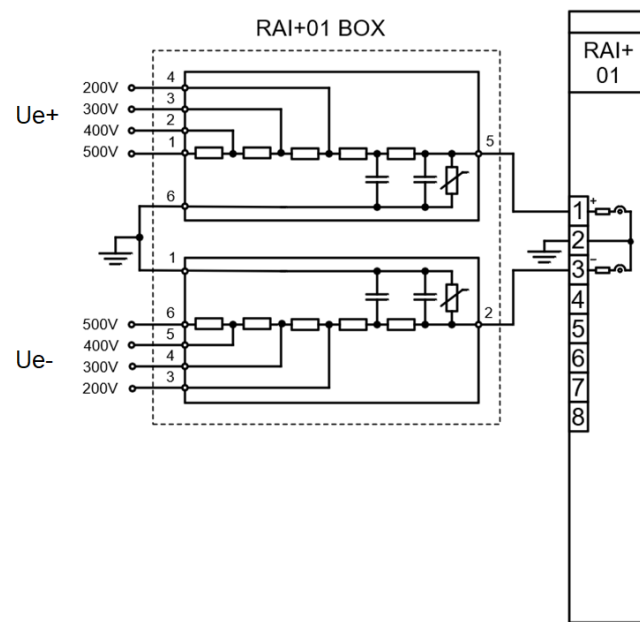 RAI+01 BOX
RAI+
01
Ue+
200V 4
300V 3
400V 2
500V 1
5
6
1 +
2
3 −
4
5
6
7
8
1
2
Ue-
500V 6
400V 5
300V 4
200V 3